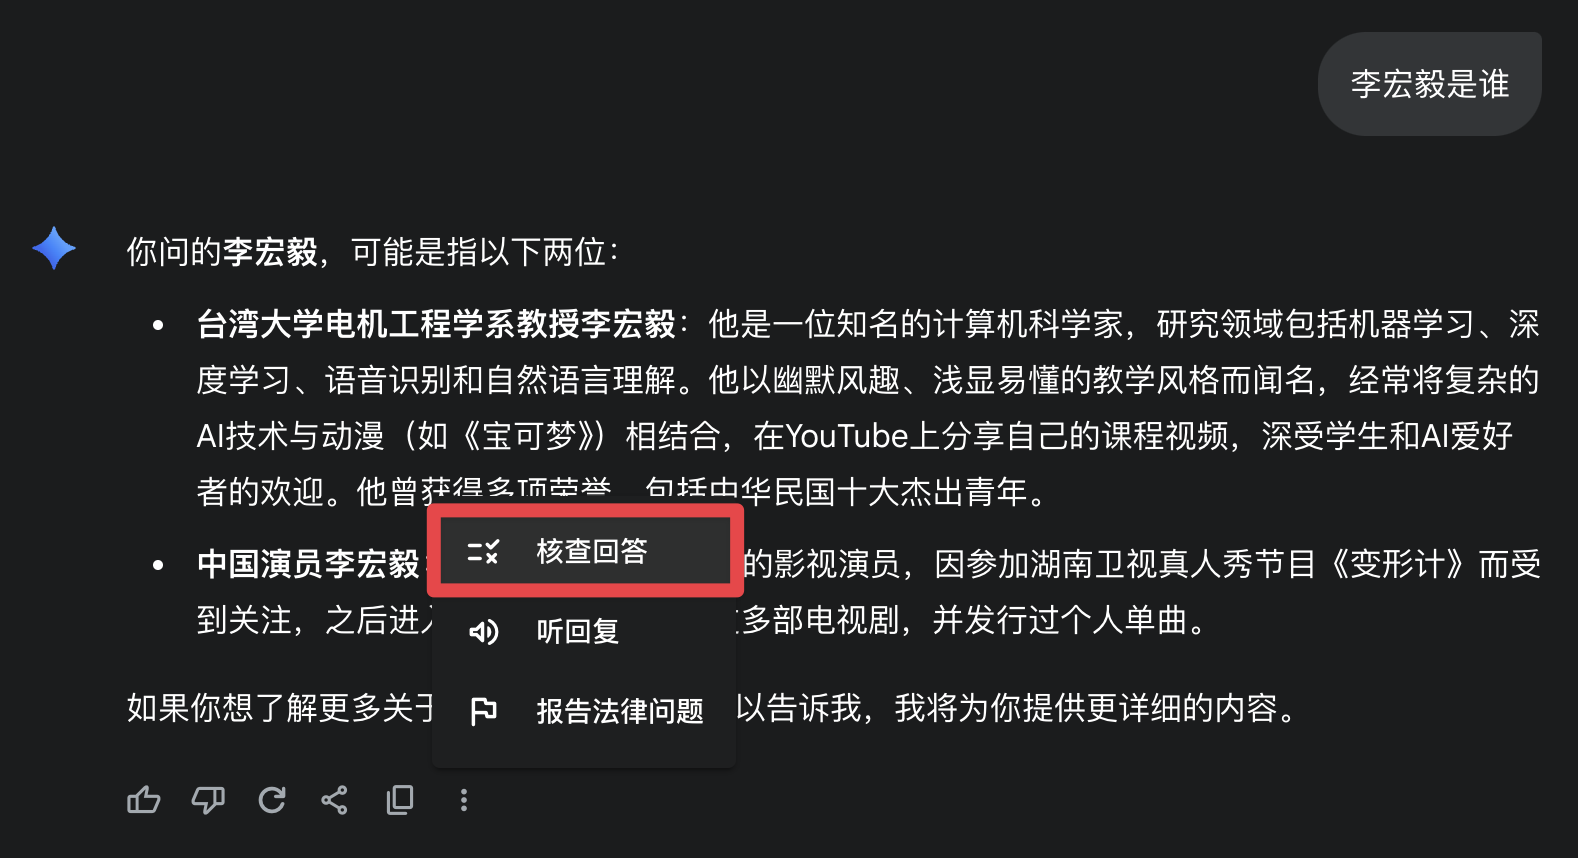 李宏毅是谁
你问的李宏毅，可能是指以下两位：
台湾大学电机工程学系教授李宏毅：他是一位知名的计算机科学家，研究领域包括机器学习、深
度学习、语音识别和自然语言理解。他以幽默风趣、浅显易懂的教学风格而闻名，经常将复杂的
AI技术与动漫（如《宝可梦》）相结合，在YouTube上分享自己的课程视频，深受学生和AI爱好
者的欢迎。他曾获得多项荣誉，包括中华民国十大杰出青年。
中国演员李宏毅：
的影视演员，因参加湖南卫视真人秀节目《变形计》而受
到关注，之后进入
多部电视剧，并发行过个人单曲。
如果你想了解更多关于
以告诉我，我将为你提供更详细的内容。
核查回答
听回复
报告法律问题